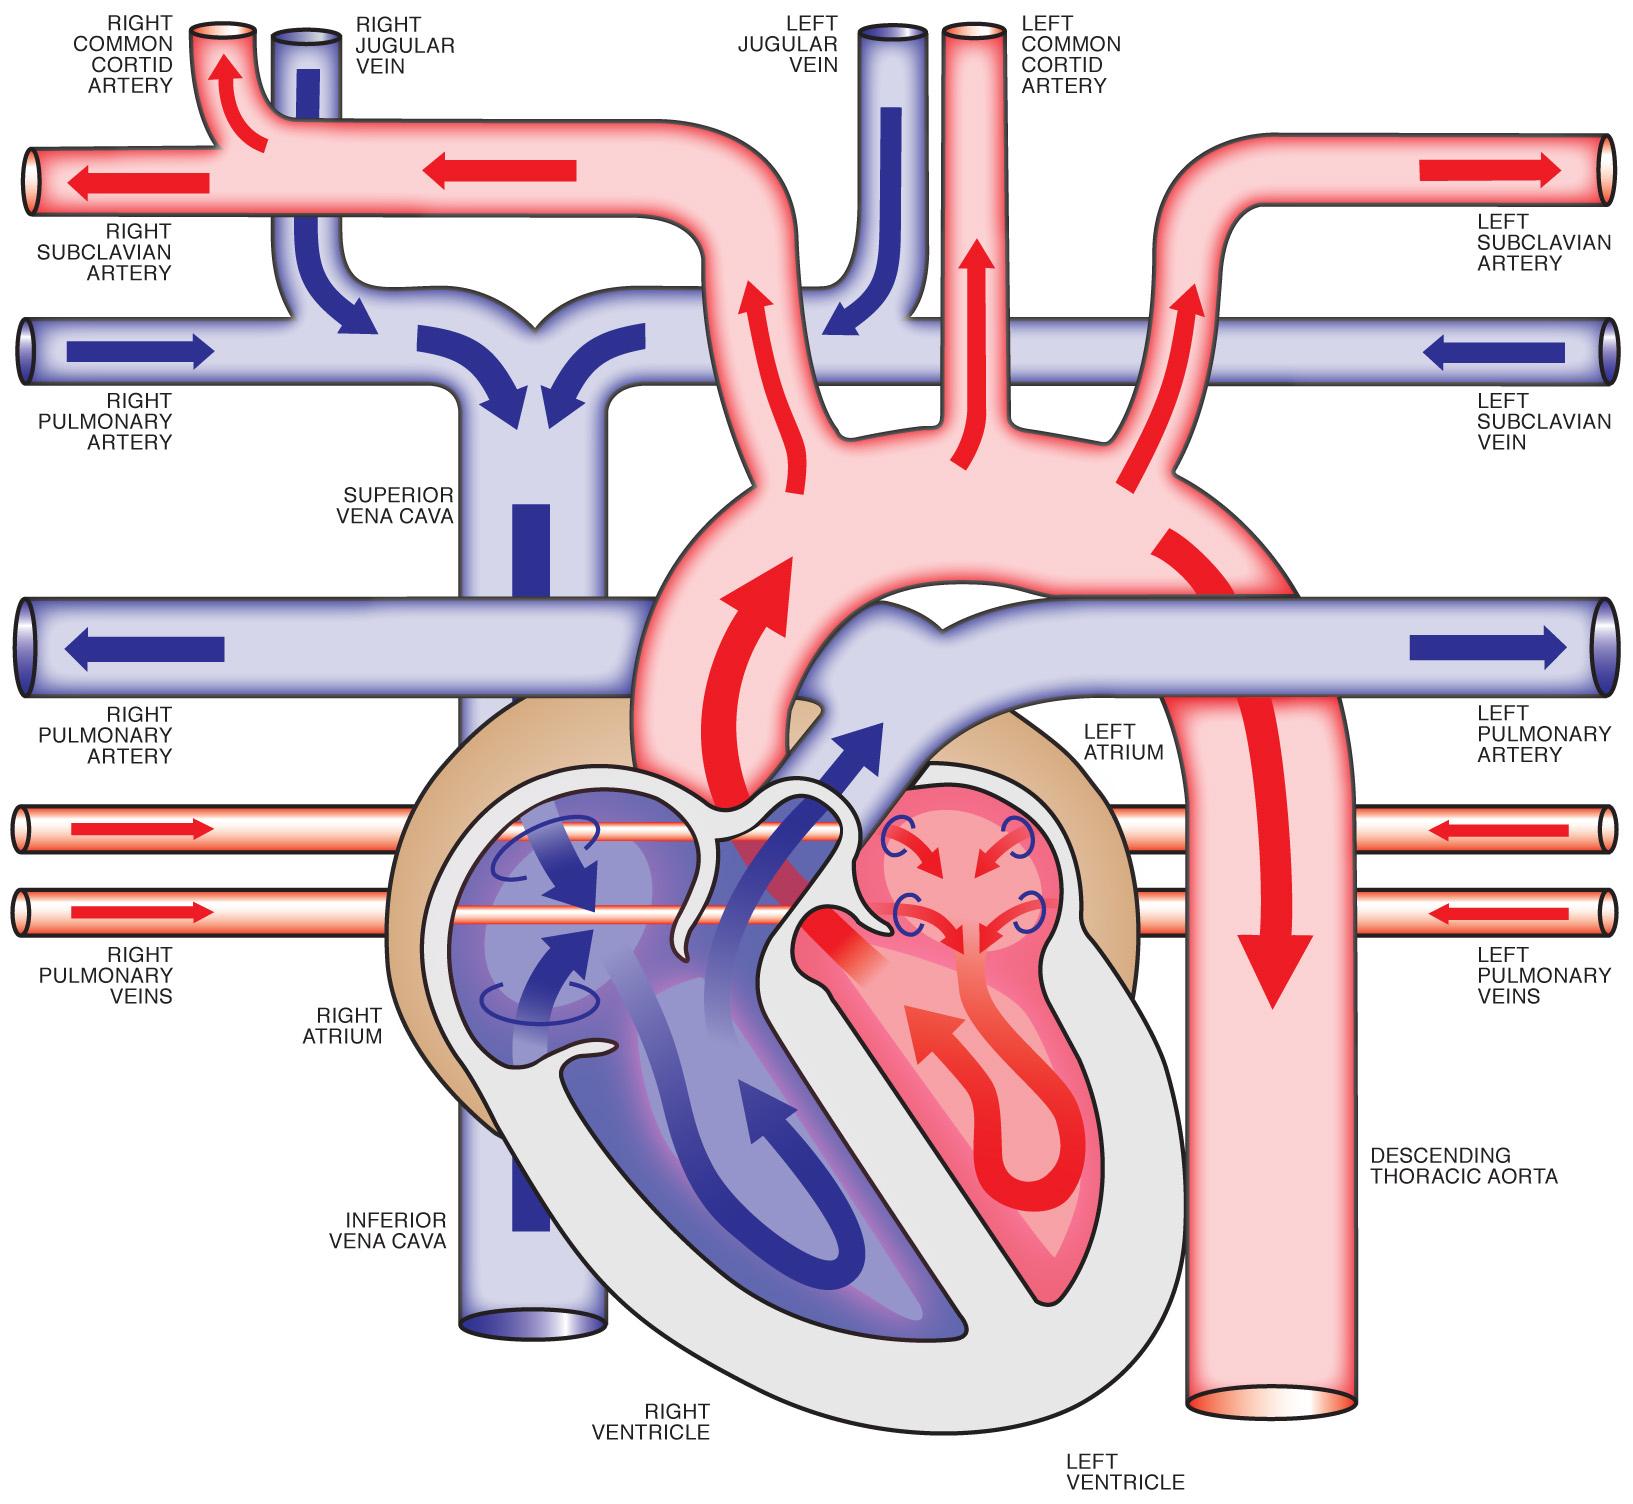 RIGHT
COMMON
CORTID
ARTERY
RIGHT
JUGULAR
VEIN
LEFT
JUGULAR
VEIN
LEFT
COMMON
CORTID
ARTERY
RIGHT
SUBCLAVIAN
ARTERY
LEFT
SUBCLAVIAN
ARTERY
RIGHT
PULMONARY
ARTERY
LEFT
SUBCLAVIAN
VEIN
SUPERIOR
VENA CAVA
RIGHT
PULMONARY
ARTERY
LEFT
ATRIUM
LEFT
PULMONARY
ARTERY
RIGHT
PULMONARY
VEINS
LEFT
PULMONARY
VEINS
RIGHT
ATRIUM
DESCENDING
THORACIC AORTA
INFERIOR
VENA CAVA
RIGHT
VENTRICLE
LEFT
VENTRICLE